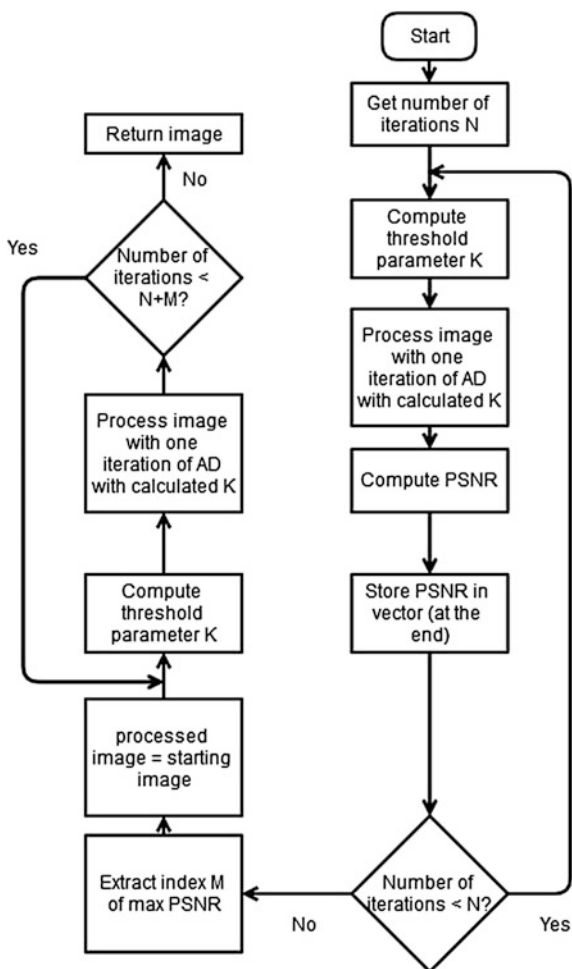 Start
Get number of
iterations N
Compute
threshold
parameter K
Process image
with one
iteration of AD
with calculated K
Compute PSNR
Store PSNR in
vector (at the
end)
Number of
iterations < N?
Yes
No
Extract index M
of max PSNR
processed
image = starting
image
Compute
threshold
parameter K
Process image
with one
iteration of AD
with calculated K
Number of
iterations <
N+M?
Yes
No
Return image